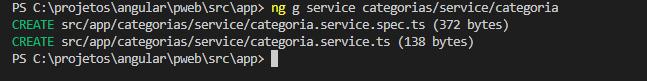 PS C:\projetos\angular\pweb\src\app> ng g service categorias/service/categoria
CREATE src/app/categorias/service/categoria.service.spec.ts (372 bytes)
CREATE src/app/categorias/service/categoria.service.ts (138 bytes)
PS C:\projetos\angular\pweb\src\app>